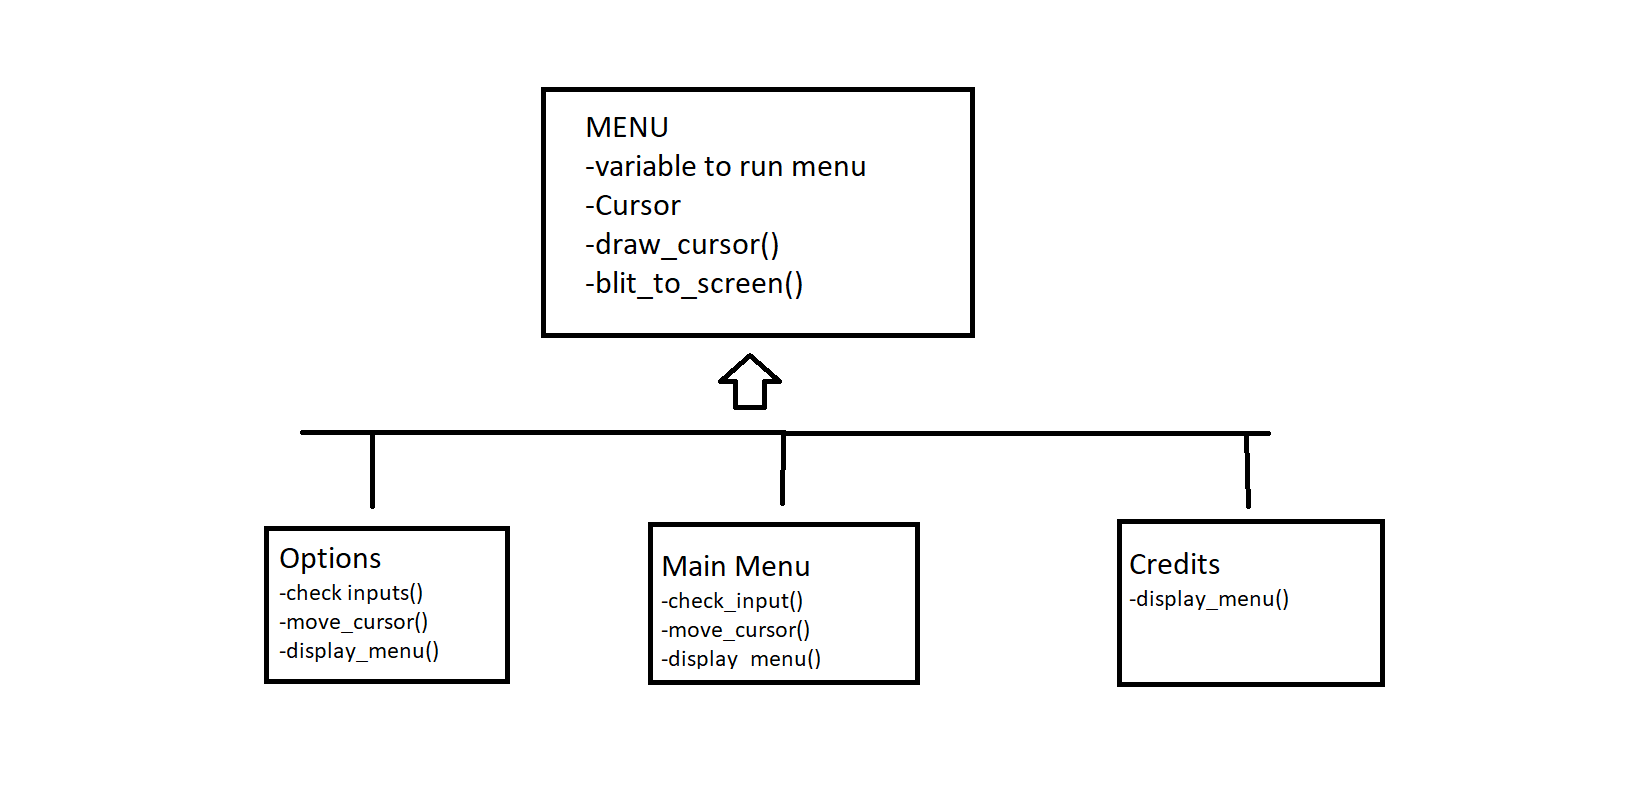 MENU
-variable to run menu
-Cursor
-draw_cursor()
-blit_to_screen()
Options
-check inputs()
-move_cursor()
-display_menu()
Main Menu
-check_input()
-move_cursor()
-display_menu()
Credits
-display_menu()